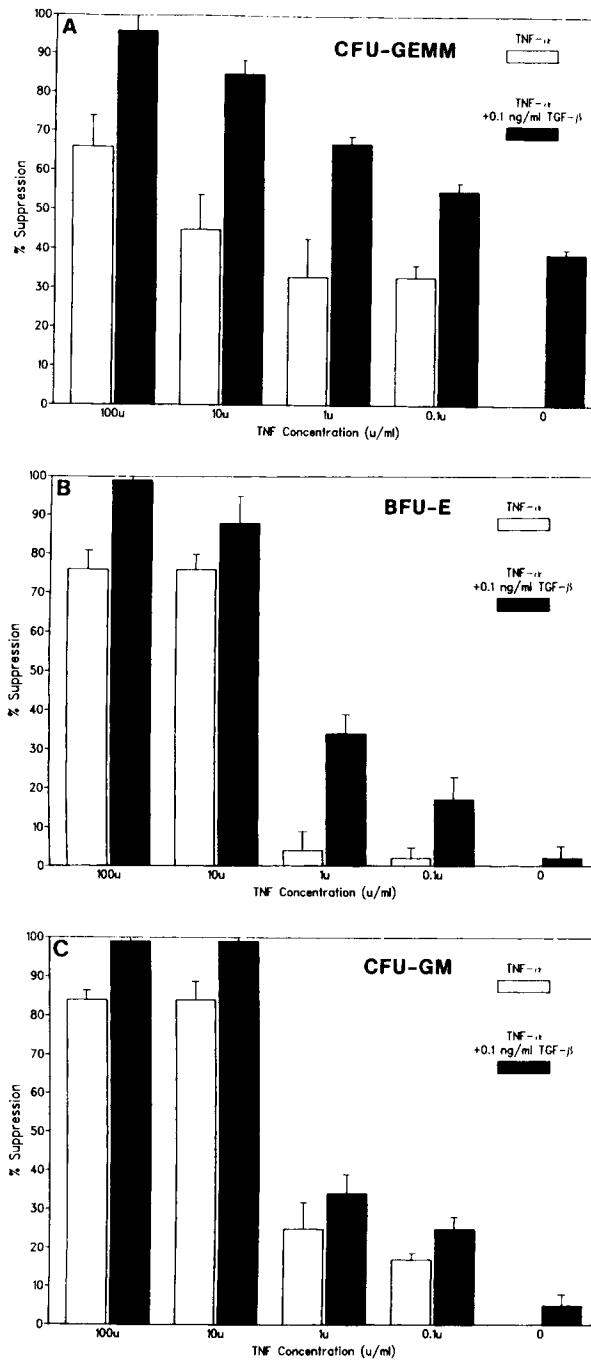 A
CFU-GEMM
TNF-α
TNF-α
+0.1 ng/ml TGF-β
% Suppression
100
90
80
70
60
50
40
30
20
10
0
100u 10u 1u 0.1u 0
TNF Concentration (u/ml)
B
BFU-E
TNF-α
TNF-α
+0.1 ng/ml TGF-β
% Suppression
100
90
80
70
60
50
40
30
20
10
0
100u 10u 1u 0.1u 0
TNF Concentration (u/ml)
C
CFU-GM
TNF-α
TNF-α
+0.1 ng/ml TGF-β
% Suppression
100
90
80
70
60
50
40
30
20
10
0
100u 10u 1u 0.1u 0
TNF Concentration (u/ml)